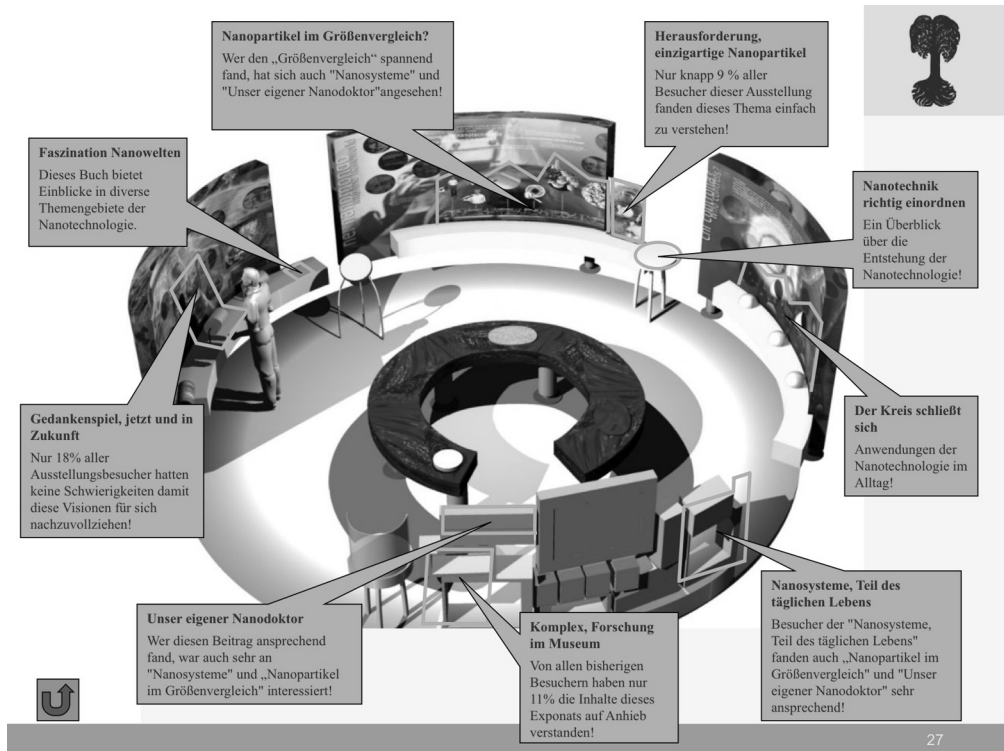 Nanopartikel im Größenvergleich?
Wer den „Größenvergleich“ spannend
fand, hat sich auch "Nanosysteme" und
"Unser eigener Nanodoktor"angesehen!
Herausforderung,
einzigartige Nanopartikel
Nur knapp 9 % aller
Besucher dieser Ausstellung
fanden dieses Thema einfach
zu verstehen!
Faszination Nanowelten
Dieses Buch bietet
Einblicke in diverse
Themengebiete der
Nanotechnologie.
Nanotechnik
richtig einordnen
Ein Überblick
über die
Entstehung der
Nanotechnologie!
Gedankenspiel, jetzt und in
Zukunft
Nur 18% aller
Ausstellungsbesucher hatten
keine Schwierigkeiten damit
diese Visionen für sich
nachzuvollziehen!
Der Kreis schließt
sich
Anwendungen der
Nanotechnologie im
Alltag!
Unser eigener Nanodoktor
Wer diesen Beitrag ansprechend
fand, war auch sehr an
"Nanosysteme" und „Nanopartikel
im Größenvergleich" interessiert!
Komplex, Forschung
im Museum
Von allen bisherigen
Besuchern haben nur
11% die Inhalte dieses
Exponats auf Anhieb
verstanden!
Nanosysteme, Teil des
täglichen Lebens
Besucher der "Nanosysteme,
Teil des täglichen Lebens"
fanden auch „Nanopartikel im
Größenvergleich" und "Unser
eigener Nanodoktor" sehr
ansprechend!
27